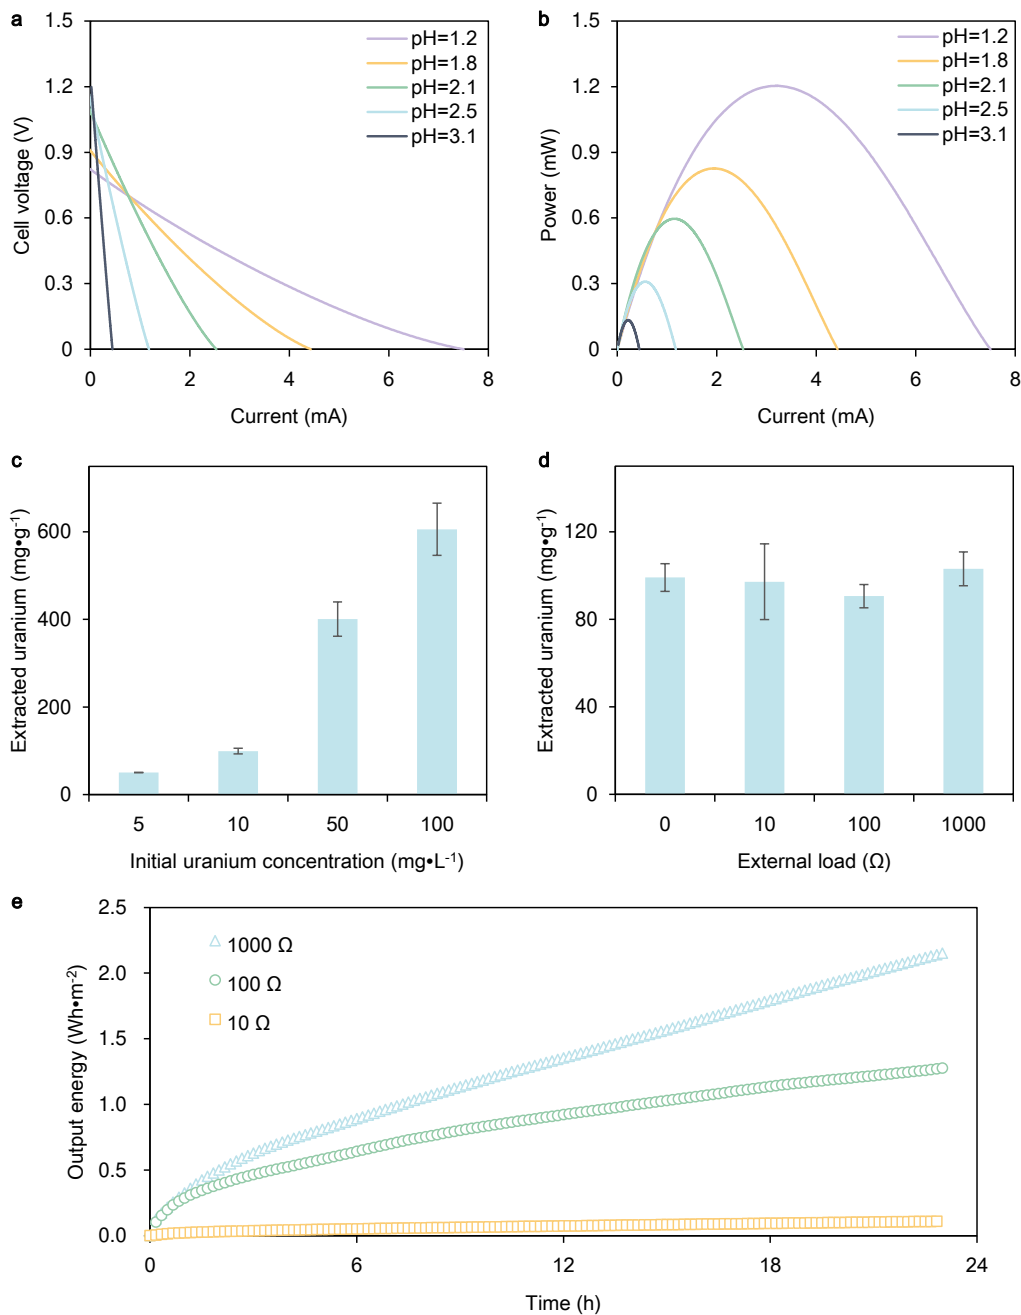 a
Cell voltage (V)
1.5
1.2
0.9
0.6
0.3
0
0 2 4 6 8
Current (mA)
pH=1.2
pH=1.8
pH=2.1
pH=2.5
pH=3.1
b
Power (mW)
1.5
1.2
0.9
0.6
0.3
0
0 2 4 6 8
Current (mA)
pH=1.2
pH=1.8
pH=2.1
pH=2.5
pH=3.1
c
Extracted uranium (mg•g-1)
600
400
200
0
5 10 50 100
Initial uranium concentration (mg•L-1)
d
Extracted uranium (mg•g-1)
120
80
40
0
0 10 100 1000
External load (Ω)
e
Output energy (Wh•m-2)
2.5
2.0
1.5
1.0
0.5
0.0
1000 Ω
100 Ω
10 Ω
0 6 12 18 24
Time (h)